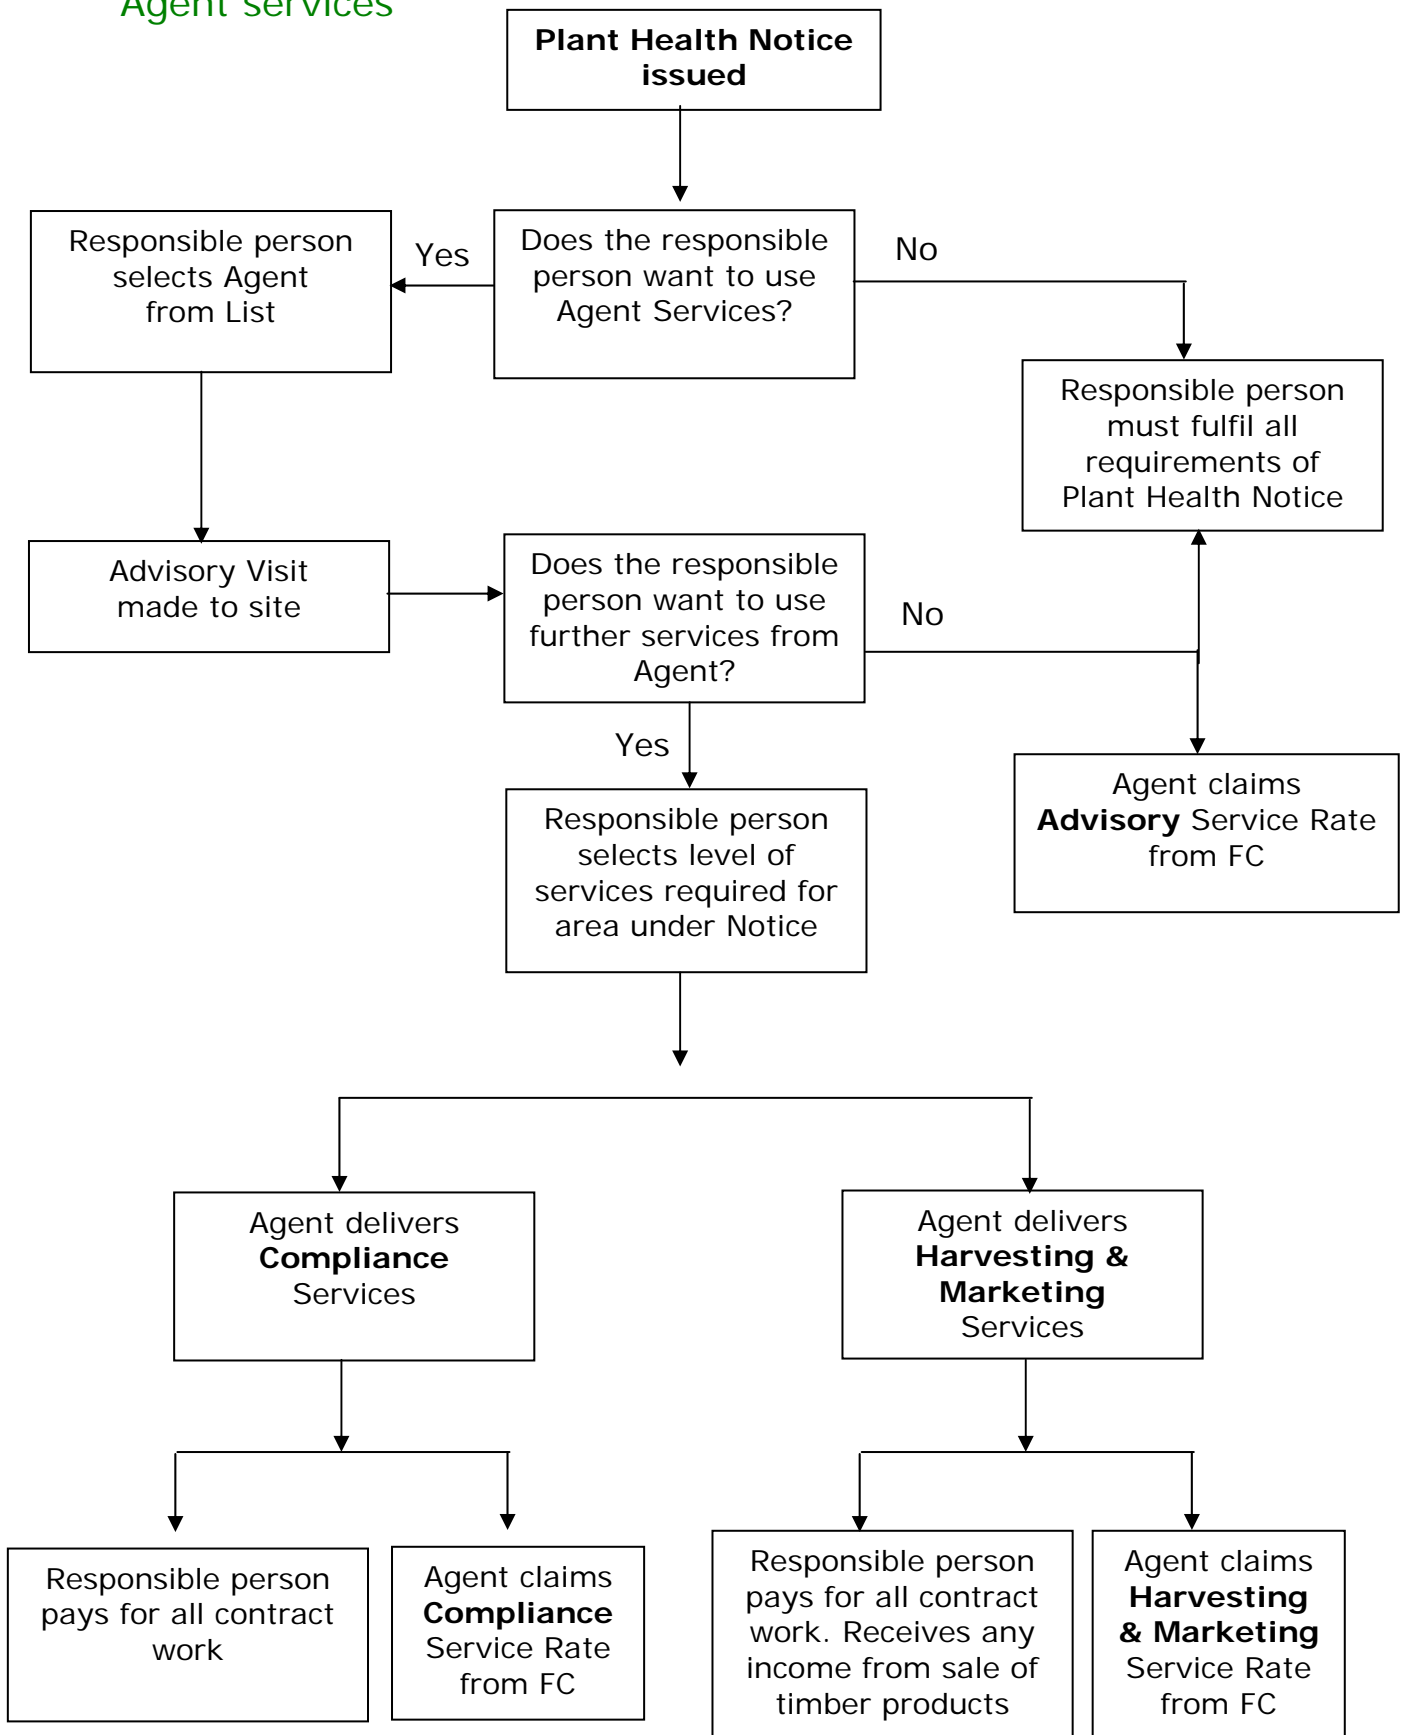 Agent services
Plant Health Notice
issued
Responsible person
selects Agent
from List
Yes
Does the responsible
person want to use
Agent Services?
No
Responsible person
must fulfil all
requirements of
Plant Health Notice
Advisory Visit
made to site
Does the responsible
person want to use
further services from
Agent?
No
Yes
Agent claims
Advisory Service Rate
from FC
Responsible person
selects level of
services required for
area under Notice
Agent delivers
Compliance
Services
Agent delivers
Harvesting &
Marketing
Services
Responsible person
pays for all contract
work
Agent claims
Compliance
Service Rate
from FC
Responsible person
pays for all contract
work. Receives any
income from sale of
timber products
Agent claims
Harvesting
& Marketing
Service Rate
from FC